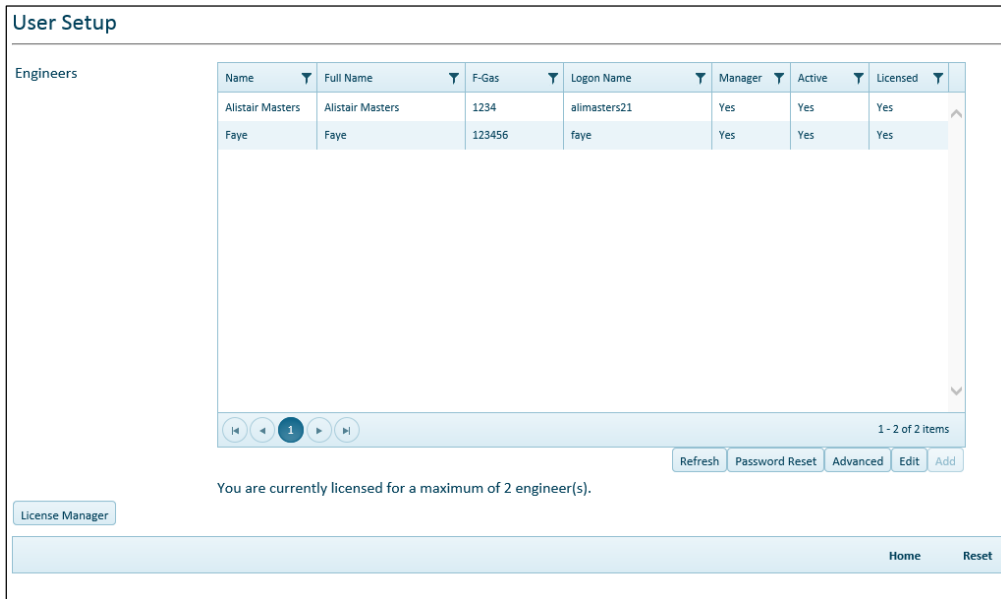 User Setup
Engineers
Name Full Name F-Gas Logon Name Manager Active Licensed
Alistair Masters Alistair Masters 1234 alimasters21 Yes Yes Yes
Faye Faye 123456 faye Yes Yes Yes
1 1 - 2 of 2 items
Refresh Password Reset Advanced Edit Add
You are currently licensed for a maximum of 2 engineer(s).
License Manager
Home Reset